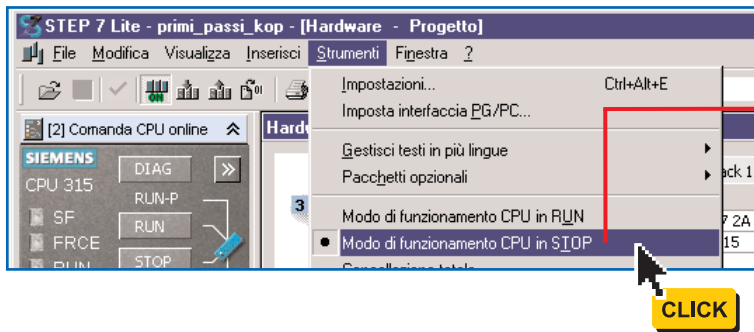 STEP 7 Lite - primi_passi_kop - [Hardware - Progetto]
File Modifica Visualizza Inserisci Strumenti Finestra ?
Impostazioni... Ctrl+Alt+E
Imposta interfaccia PG/PC...
[2] Comanda CPU online
Gestisci testi in più lingue
Pacchetti opzionali
ack 1
SIEMENS
CPU 315
DIAG
RUN-P
3
SF
RUN
Modo di funzionamento CPU in RUN
7 2A
FRCE
STOP
Modo di funzionamento CPU in STOP
15
RUN
Cancellazione totale
CLICK